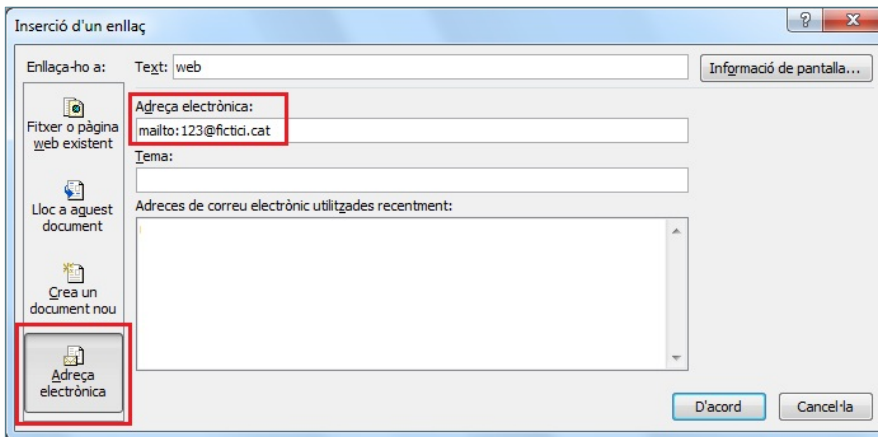 Inserció d'un enllaç
Enllaça-ho a:
Text: web
Informació de pantalla...
Fitxer o pàgina
web existent
Adreça electrònica:
mailto:123@fictici.cat
Tema:
Lloc a aquest
document
Adreces de correu electrònic utilitzades recentment:
Crea un
document nou
Adreça
electrònica
D'acord
Cancel·la